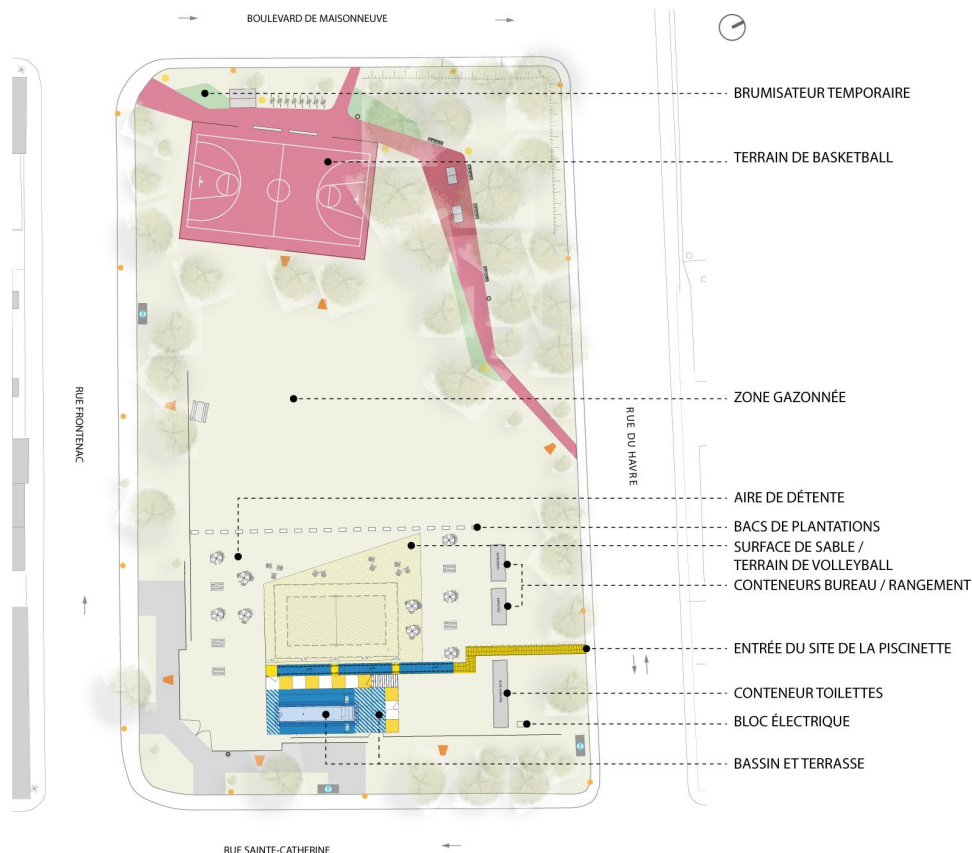 BOULEVARD DE MAISONNEUVE
BRUMISATEUR TEMPORAIRE
TERRAIN DE BASKETBALL
RUE FRONTENAC
ZONE GAZONNÉE
RUE DU HAVRE
AIRE DE DÉTENTE
BACS DE PLANTATIONS
SURFACE DE SABLE /
TERRAIN DE VOLLEYBALL
CONTENEURS BUREAU / RANGEMENT
ENTRÉE DU SITE DE LA PISCINETTE
CONTENEUR TOILETTES
BLOC ÉLECTRIQUE
BASSIN ET TERRASSE
RUE SAINTE-CATHERINE